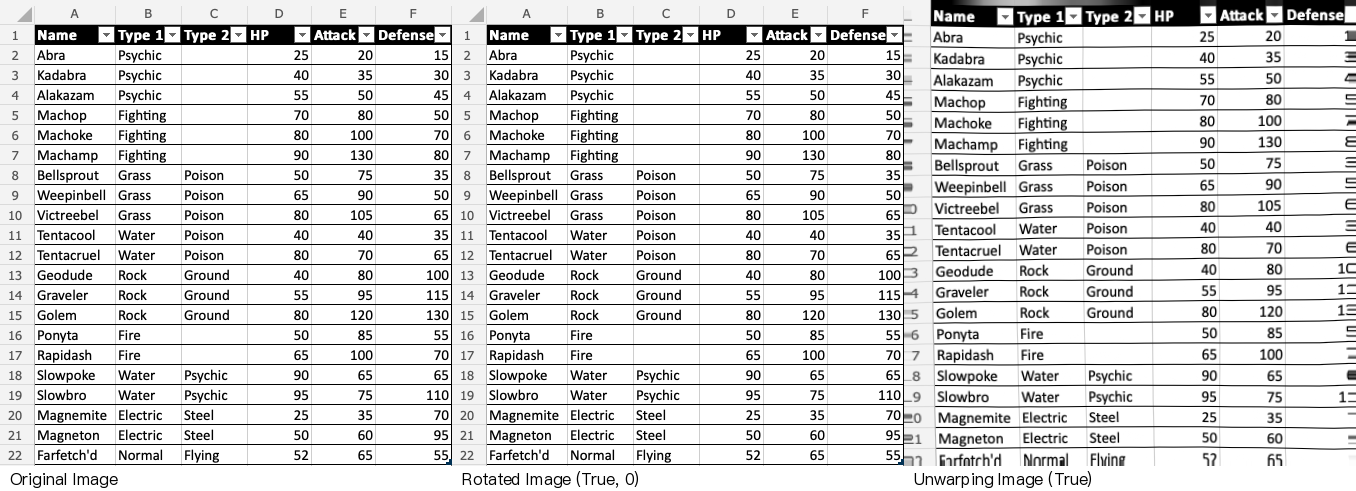 A B C D E F
1 Name Type 1 Type 2 HP Attack Defense
2 Abra Psychic 25 20 15
3 Kadabra Psychic 40 35 30
4 Alakazam Psychic 55 50 45
5 Machop Fighting 70 80 50
6 Machoke Fighting 80 100 70
7 Machamp Fighting 90 130 80
8 Bellsprout Grass Poison 50 75 35
9 Weepinbell Grass Poison 65 90 50
10 Victreebel Grass Poison 80 105 65
11 Tentacool Water Poison 40 40 35
12 Tentacruel Water Poison 80 70 65
13 Geodude Rock Ground 40 80 100
14 Graveler Rock Ground 55 95 115
15 Golem Rock Ground 80 120 130
16 Ponyta Fire 50 85 55
17 Rapidash Fire 65 100 70
18 Slowpoke Water Psychic 90 65 65
19 Slowbro Water Psychic 95 75 110
20 Magnemite Electric Steel 25 35 70
21 Magneton Electric Steel 50 60 95
22 Farfetch'd Normal Flying 52 65 55
Original Image
A B C D E F
1 Name Type 1 Type 2 HP Attack Defense
2 Abra Psychic 25 20 15
3 Kadabra Psychic 40 35 30
4 Alakazam Psychic 55 50 45
5 Machop Fighting 70 80 50
6 Machoke Fighting 80 100 70
7 Machamp Fighting 90 130 80
8 Bellsprout Grass Poison 50 75 35
9 Weepinbell Grass Poison 65 90 50
10 Victreebel Grass Poison 80 105 65
11 Tentacool Water Poison 40 40 35
12 Tentacruel Water Poison 80 70 65
13 Geodude Rock Ground 40 80 100
14 Graveler Rock Ground 55 95 115
15 Golem Rock Ground 80 120 130
16 Ponyta Fire 50 85 55
17 Rapidash Fire 65 100 70
18 Slowpoke Water Psychic 90 65 65
19 Slowbro Water Psychic 95 75 110
20 Magnemite Electric Steel 25 35 70
21 Magneton Electric Steel 50 60 95
22 Farfetch'd Normal Flying 52 65 55
Rotated Image (True, 0)
Name Type 1 Type 2 HP Attack Defense
Abra Psychic 25 20
Kadabra Psychic 40 35
Alakazam Psychic 55 50
Machop Fighting 70 80
Machoke Fighting 80 100
Machamp Fighting 90 130
Bellsprout Grass Poison 50 75
Weepinbell Grass Poison 65 90
Victreebel Grass Poison 80 105
Tentacool Water Poison 40 40
Tentacruel Water Poison 80 70
Geodude Rock Ground 40 80
Graveler Rock Ground 55 95
Golem Rock Ground 80 120
Ponyta Fire 50 85
Rapidash Fire 65 100
Slowpoke Water Psychic 90 65
Slowbro Water Psychic 95 75
Magnemite Electric Steel 25 35
Magneton Electric Steel 50 60
Farfetch'd Normal Flying 52 65
Unwarping Image (True)